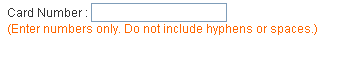 Card Number :
(Enter numbers only. Do not include hyphens or spaces.)